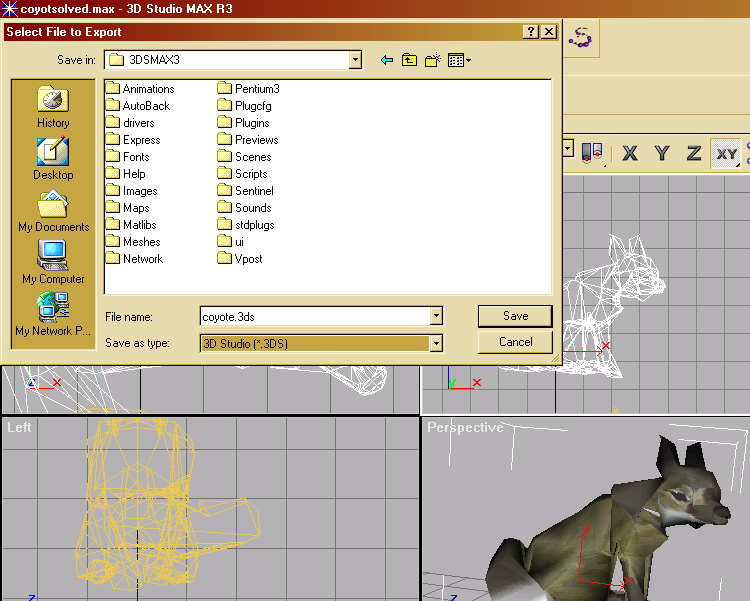 coyotsolved.max - 3D Studio MAX R3
Select File to Export
Save in: 3DSMAX3
History
Desktop
My Documents
My Computer
My Network P...
Animations
AutoBack
drivers
Express
Fonts
Help
Images
Maps
Matlibs
Meshes
Network
Pentium3
Plugcfg
Plugins
Previews
Scenes
Scripts
Sentinel
Sounds
stdplugs
ui
Vpost
File name: coyote.3ds
Save
Save as type: 3D Studio (*.3DS)
Cancel
X Y Z XY
x
x
y x
Left
Perspective
z
y
x
z